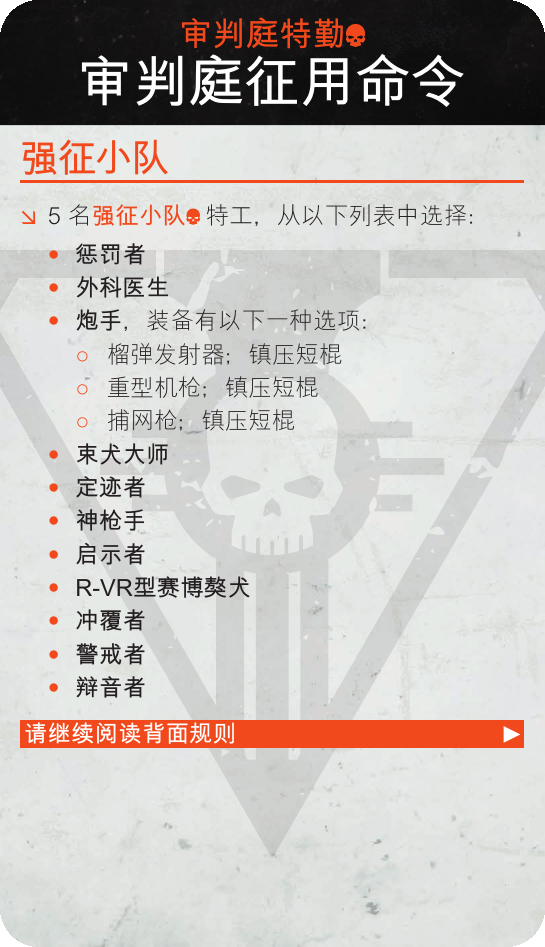 审判庭特勤
审判庭征用命令
强征小队
5 名强征小队特工，从以下列表中选择：
惩罚者
外科医生
炮手，装备有以下一种选项：
榴弹发射器；镇压短棍
重型机枪；镇压短棍
捕网枪；镇压短棍
束犬大师
定迹者
神枪手
启示者
R-VR型赛博獒犬
冲覆者
警戒者
辩音者
请继续阅读背面规则